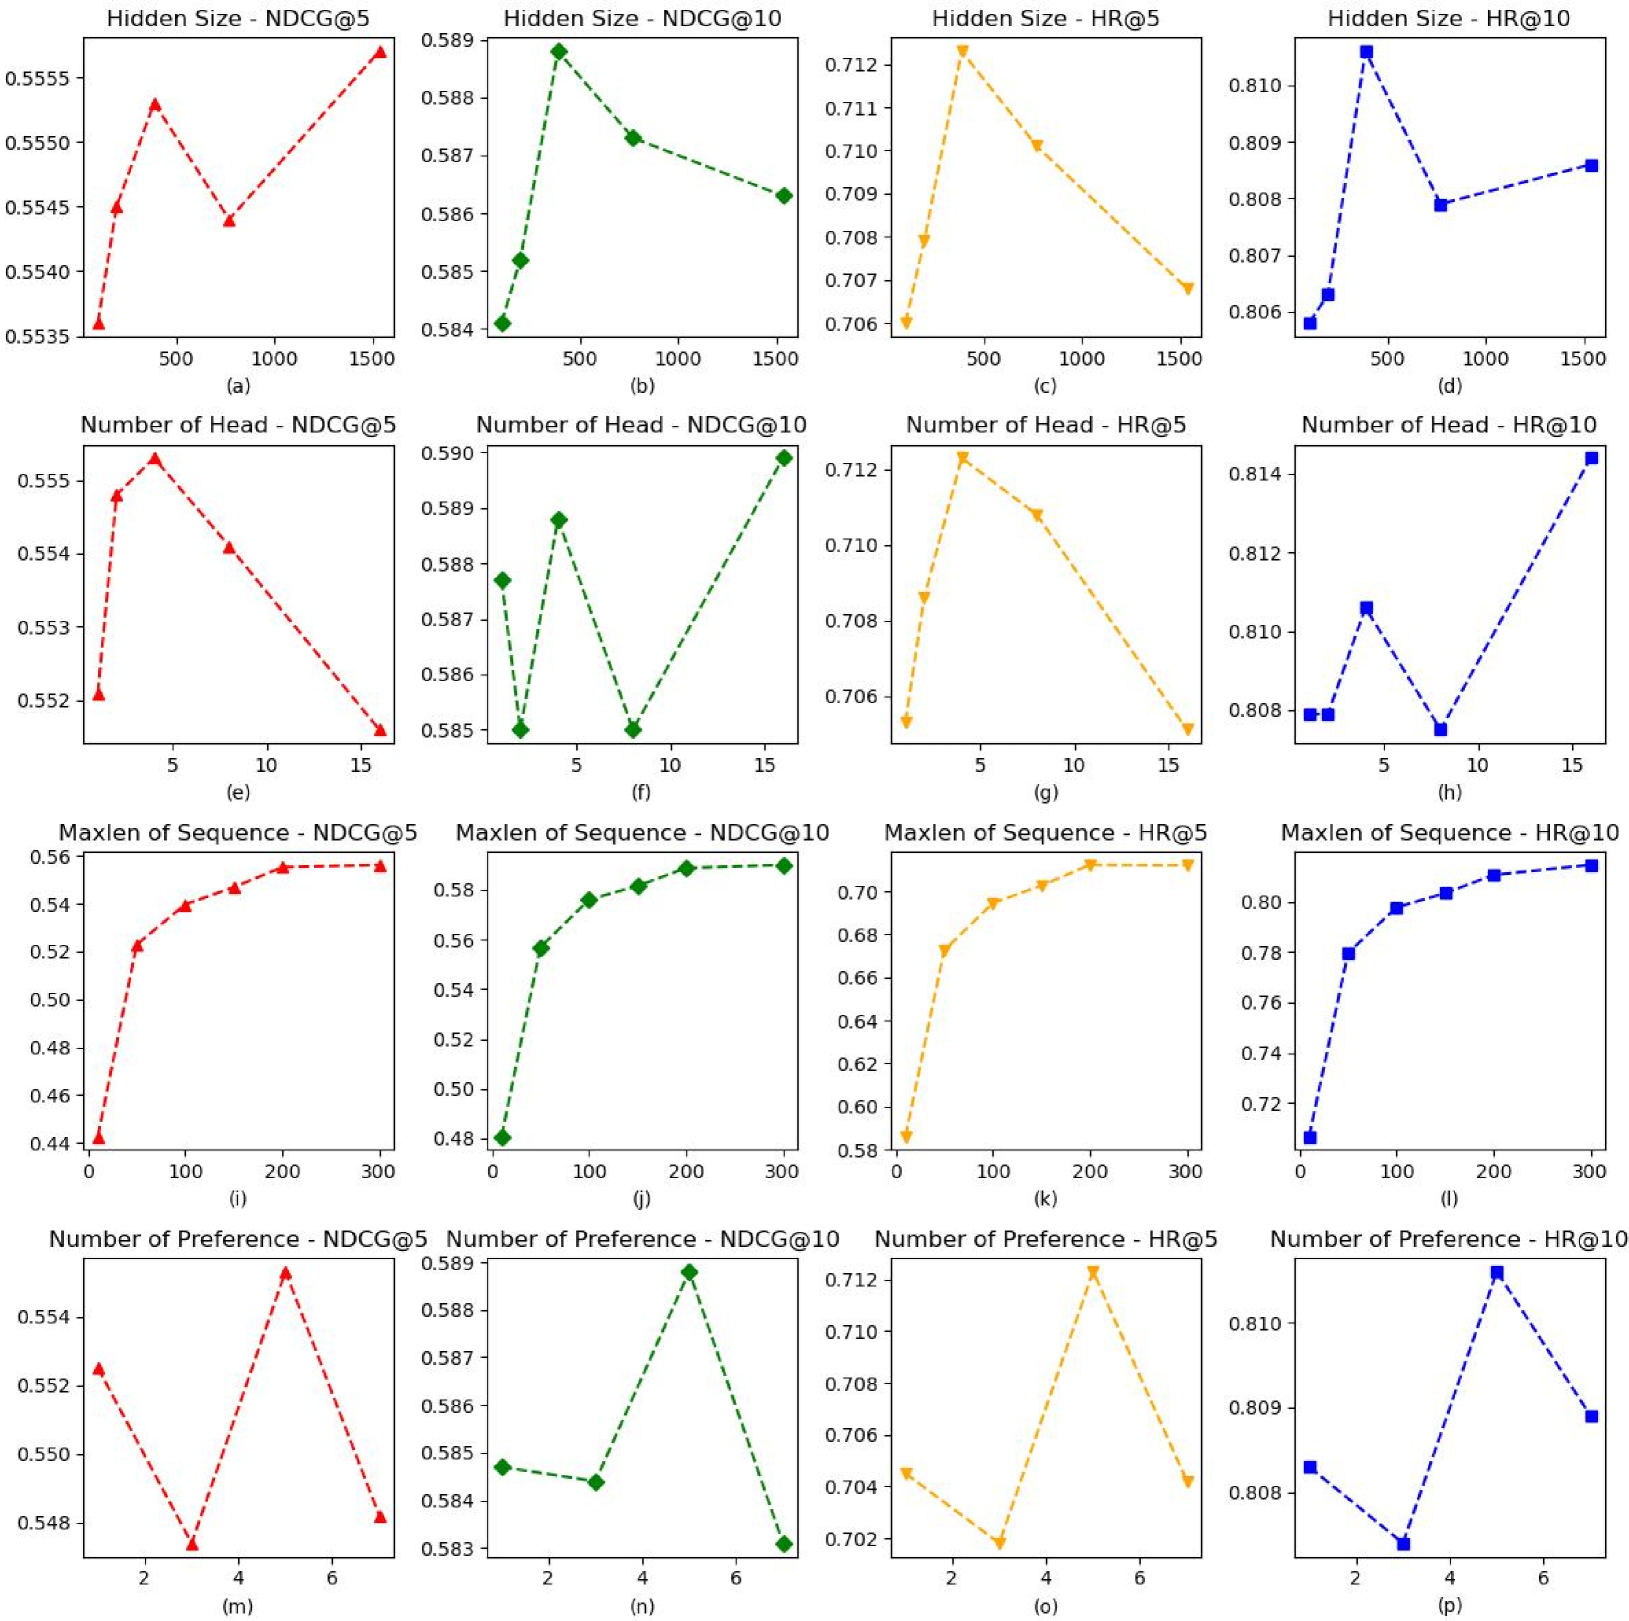 Hidden Size - NDCG@5
0.5555
0.5550
0.5545
0.5540
0.5535
500 1000 1500
(a)
Hidden Size - NDCG@10
0.589
0.588
0.587
0.586
0.585
0.584
500 1000 1500
(b)
Hidden Size - HR@5
0.712
0.711
0.710
0.709
0.708
0.707
0.706
500 1000 1500
(c)
Hidden Size - HR@10
0.810
0.809
0.808
0.807
0.806
500 1000 1500
(d)
Number of Head - NDCG@5
0.555
0.554
0.553
0.552
5 10 15
(e)
Number of Head - NDCG@10
0.590
0.589
0.588
0.587
0.586
0.585
5 10 15
(f)
Number of Head - HR@5
0.712
0.710
0.708
0.706
5 10 15
(g)
Number of Head - HR@10
0.814
0.812
0.810
0.808
5 10 15
(h)
Maxlen of Sequence - NDCG@5
0.56
0.54
0.52
0.50
0.48
0.46
0.44
0 100 200 300
(i)
Maxlen of Sequence - NDCG@10
0.58
0.56
0.54
0.52
0.50
0.48
0 100 200 300
(j)
Maxlen of Sequence - HR@5
0.70
0.68
0.66
0.64
0.62
0.60
0.58
0 100 200 300
(k)
Maxlen of Sequence - HR@10
0.80
0.78
0.76
0.74
0.72
0 100 200 300
(l)
Number of Preference - NDCG@5
0.554
0.552
0.550
0.548
2 4 6
(m)
Number of Preference - NDCG@10
0.589
0.588
0.587
0.586
0.585
0.584
0.583
2 4 6
(n)
Number of Preference - HR@5
0.712
0.710
0.708
0.706
0.704
0.702
2 4 6
(o)
Number of Preference - HR@10
0.810
0.809
0.808
2 4 6
(p)